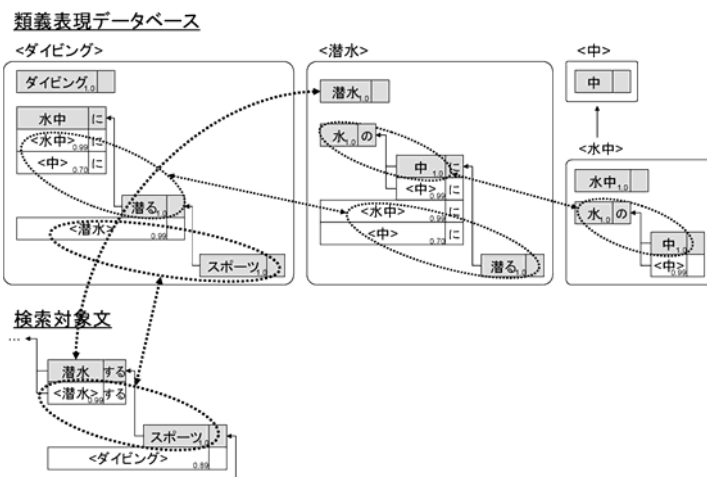 類義表現データベース
<ダイビング>
ダイビング 1.0
水中 に
<水中> 0.99 に
<中> 0.70 に
潜る 1.0
<潜水> 0.99
スポーツ 1.0
<潜水>
潜水 1.0
水 1.0 の
中 1.0 に
<中> 0.99 に
<水中> 0.99 に
<中> 0.70 に
潜る 1.0
<中>
中 1.0
<水中>
水中 1.0
水 1.0 の
中 1.0
<中> 0.99
検索対象文
...
潜水 する
<潜水> 0.99 する
スポーツ 1.0
<ダイビング> 0.89